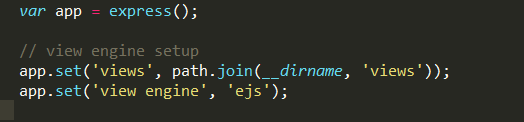 var app = express();
// view engine setup
app.set('views', path.join(__dirname, 'views'));
app.set('view engine', 'ejs');